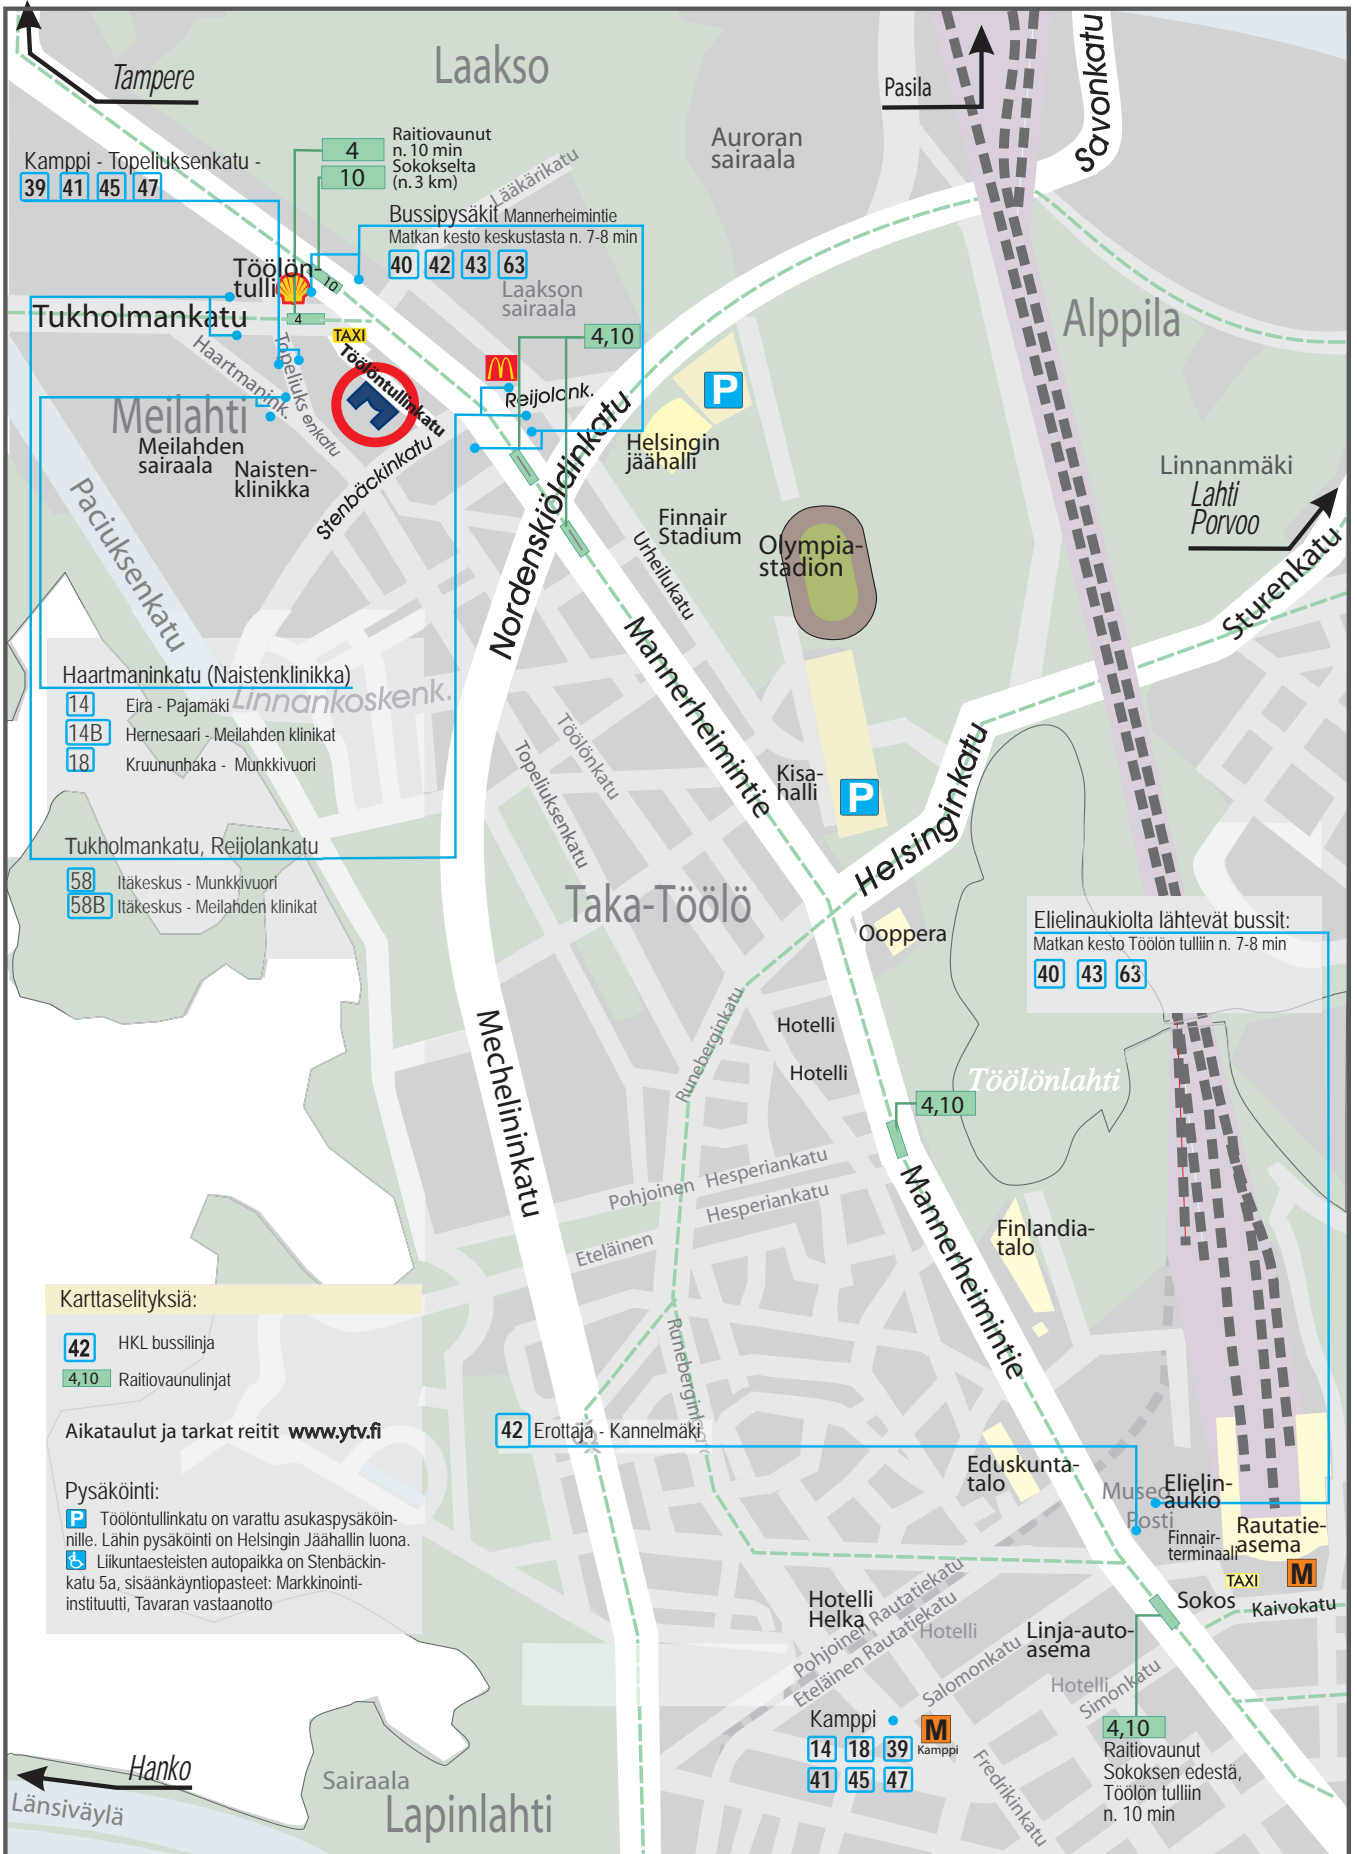 Tampere
Laakso
Pasila
Savonkatu
Auroran
sairaala
4
10
Raitiovaunut
n. 10 min
Sokokselta
(n. 3 km)
Lääkärikatu
Kamppi - Topeliuksenkatu -
39 41 45 47
Bussipysäkit Mannerheimintie
Matkan kesto keskustasta n. 7-8 min
40 42 43 63
Töölön-
tulli
10
Laakson
sairaala
Tukholmankatu
4
TAXI
4,10
Alppila
Haartmanink.
Topeliuksenkatu
Töölöntullinkatu
Reijolank.
P
Meilahti
Meilahden
sairaala
Naisten-
klinikka
Stenbäckinkatu
Nordenskiöldinkatu
Helsingin
jäähalli
Linnanmäki
Lahti
Porvoo
Paciuksenkatu
Finnair
Stadium
Urheilukatu
Olympia-
stadion
Sturenkatu
Mannerheimintie
Haartmaninkatu (Naistenklinikka)
Linnankoskenk.
14 Eira - Pajamäki
14B Hernesaari - Meilahden klinikat
18 Kruununhaka - Munkkivuori
Töölönkatu
Topeliuksenkatu
Kisa-
halli
P
Helsinginkatu
Tukholmankatu, Reijolankatu
58 Itäkeskus - Munkkivuori
58B Itäkeskus - Meilahden klinikat
Taka-Töölö
Ooppera
Elielinaukiolta lähtevät bussit:
Matkan kesto Töölön tulliin n. 7-8 min
40 43 63
Mechelininkatu
Runeberginkatu
Hotelli
Hotelli
Töölönlahti
4,10
Pohjoinen Hesperiankatu
Eteläinen Hesperiankatu
Mannerheimintie
Finlandia-
talo
Karttaselityksiä:
42 HKL bussilinja
4,10 Raitiovaunulinjat
Aikataulut ja tarkat reitit www.ytv.fi
Runeberginkatu
42 Erottaja - Kannelmäki
Eduskunta-
talo
Museo
Posti
Elielin-
aukio
Finnair-
terminaali
Rautatie-
asema
M
TAXI
Sokos
Kaivokatu
Pysäköinti:
P Töölöntullinkatu on varattu asukaspysäköin-
nille. Lähin pysäköinti on Helsingin Jäähallin luona.
Liikuntaesteisten autopaikka on Stenbäckin-
katu 5a, sisäänkäyntiopasteet: Markkinointi-
instituutti, Tavaran vastaanotto
Hotelli
Helka
Pohjoinen Rautatiekatu
Eteläinen Rautatiekatu
Hotelli
Salomonkatu
Linja-auto-
asema
Hotelli
Simonkatu
Kamppi
M
Kamppi
14 18 39
41 45 47
Fredrikinkatu
4,10
Raitiovaunut
Sokoksen edestä,
Töölön tulliin
n. 10 min
Hanko
Länsiväylä
Sairaala
Lapinlahti